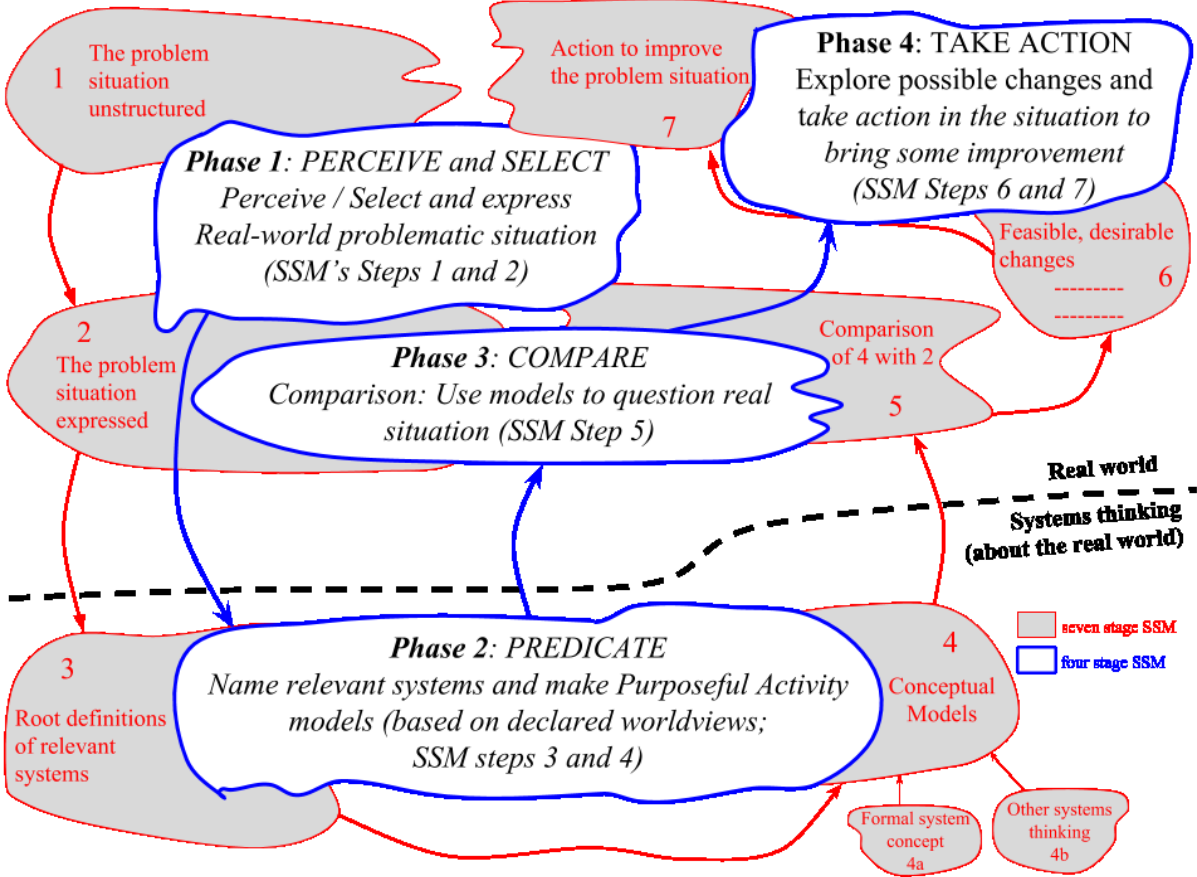 The problem
situation
unstructured
1
Action to improve
the problem situation
7
Phase 4: TAKE ACTION
Explore possible changes and
take action in the situation to
bring some improvement
(SSM Steps 6 and 7)
Phase 1: PERCEIVE and SELECT
Perceive / Select and express
Real-world problematic situation
(SSM's Steps 1 and 2)
Feasible, desirable
changes
6
---------
---------
2
The problem
situation
expressed
Phase 3: COMPARE
Comparison: Use models to question real
situation (SSM Step 5)
Comparison
of 4 with 2
5
Real world
Systems thinking
(about the real world)
3
Root definitions
of relevant
systems
Phase 2: PREDICATE
Name relevant systems and make Purposeful Activity
models (based on declared worldviews;
SSM steps 3 and 4)
4
Conceptual
Models
seven stage SSM
four stage SSM
Formal system
concept
4a
Other systems
thinking
4b